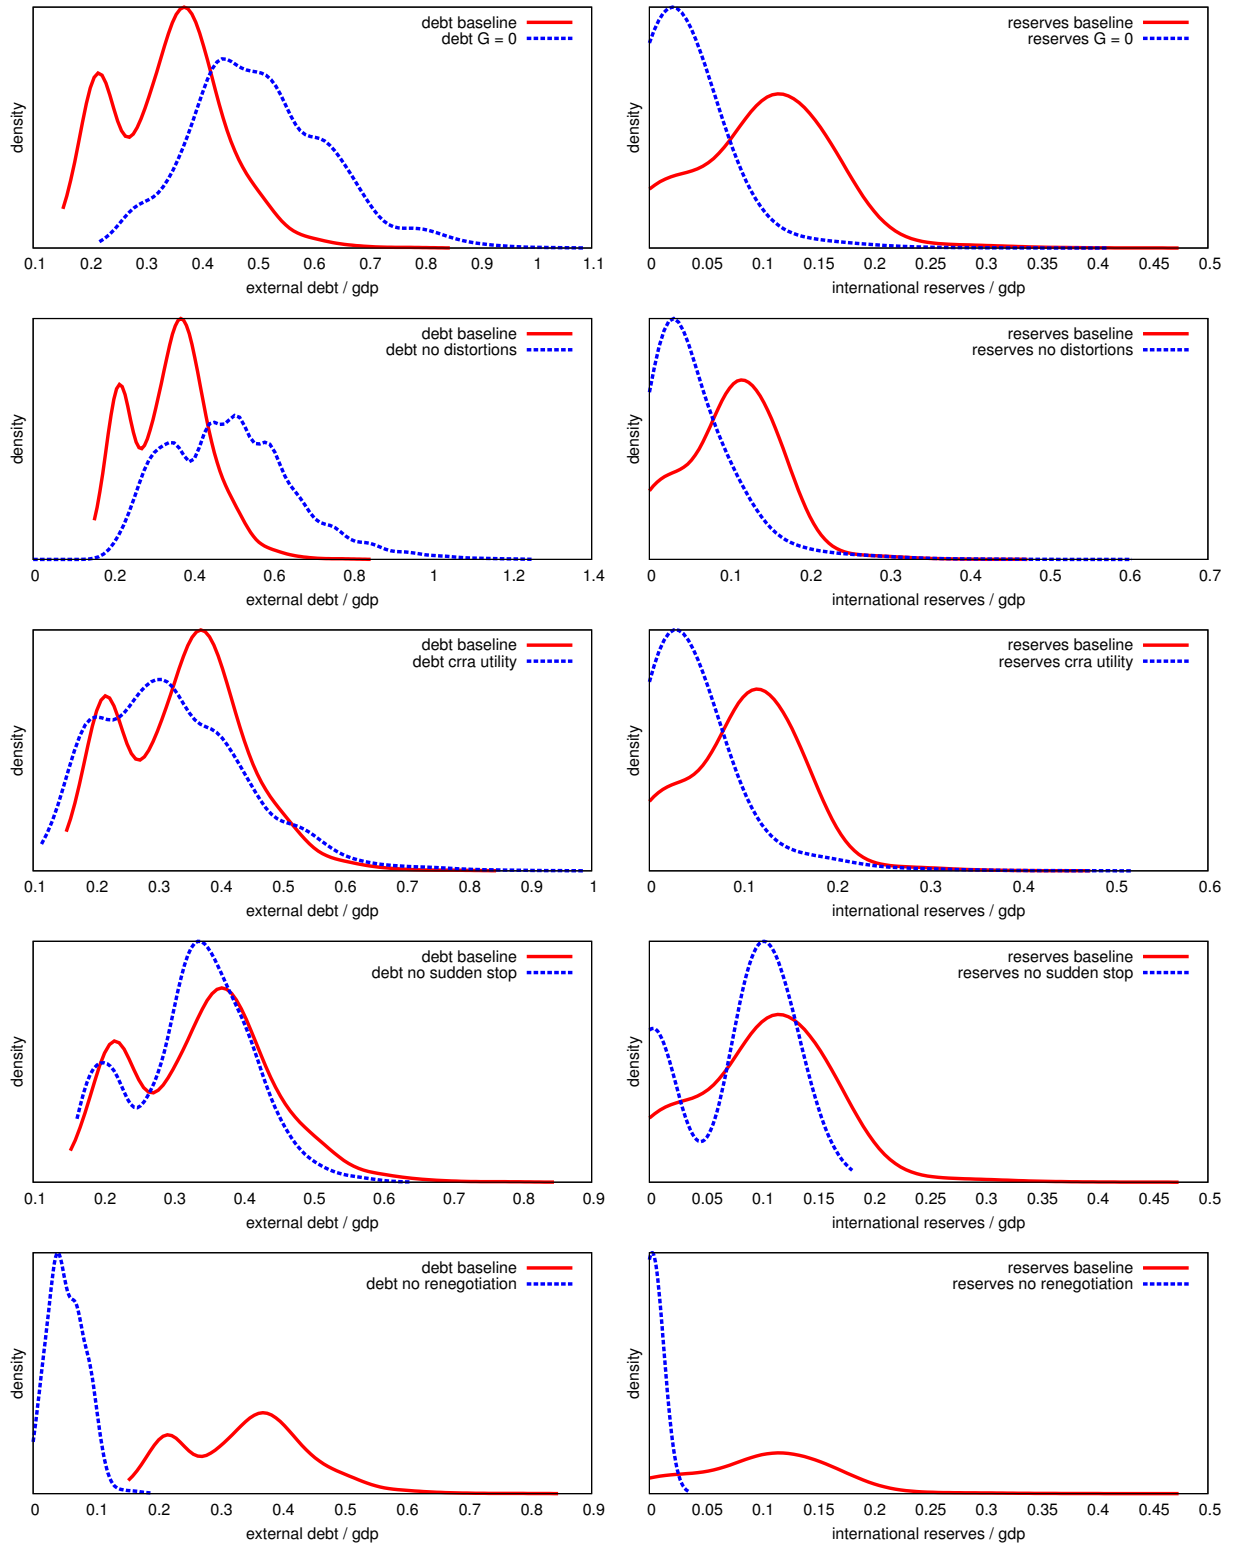 debt baseline
debt G = 0
density
0.1 0.2 0.3 0.4 0.5 0.6 0.7 0.8 0.9 1 1.1
external debt / gdp
reserves baseline
reserves G = 0
density
0 0.05 0.1 0.15 0.2 0.25 0.3 0.35 0.4 0.45 0.5
international reserves / gdp
debt baseline
debt no distortions
density
0 0.2 0.4 0.6 0.8 1 1.2 1.4
external debt / gdp
reserves baseline
reserves no distortions
density
0 0.1 0.2 0.3 0.4 0.5 0.6 0.7
international reserves / gdp
debt baseline
debt crra utility
density
0.1 0.2 0.3 0.4 0.5 0.6 0.7 0.8 0.9 1
external debt / gdp
reserves baseline
reserves crra utility
density
0 0.1 0.2 0.3 0.4 0.5 0.6
international reserves / gdp
debt baseline
debt no sudden stop
density
0.1 0.2 0.3 0.4 0.5 0.6 0.7 0.8 0.9
external debt / gdp
reserves baseline
reserves no sudden stop
density
0 0.05 0.1 0.15 0.2 0.25 0.3 0.35 0.4 0.45 0.5
international reserves / gdp
debt baseline
debt no renegotiation
density
0 0.1 0.2 0.3 0.4 0.5 0.6 0.7 0.8 0.9
external debt / gdp
reserves baseline
reserves no renegotiation
density
0 0.05 0.1 0.15 0.2 0.25 0.3 0.35 0.4 0.45 0.5
international reserves / gdp